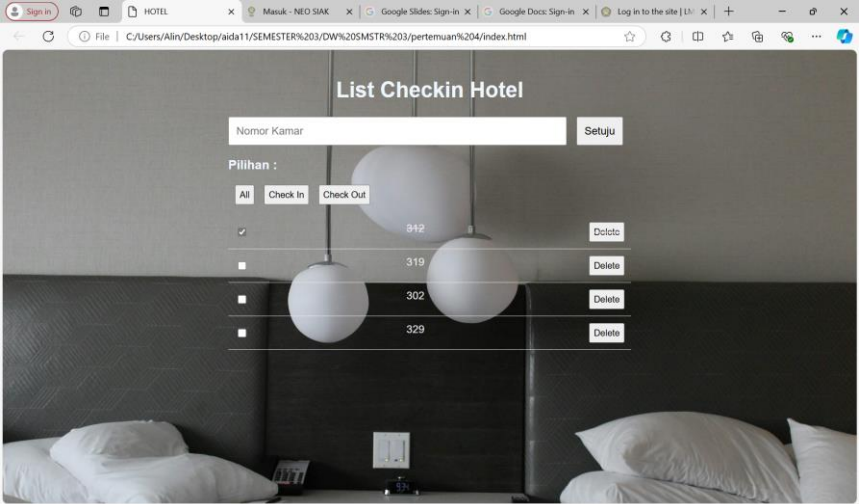 Sign in
HOTEL
Masuk - NEO SIAK
Google Slides: Sign-in
Google Docs: Sign-in
Log in to the site | LM
File | C:/Users/Alin/Desktop/aida11/SEMESTER%203/DW%20SMSTR%203/pertemuan%204/index.html
List Checkin Hotel
Nomor Kamar
Setuju
Pilihan :
All
Check In
Check Out
312
Delete
319
Delete
302
Delete
329
Delete